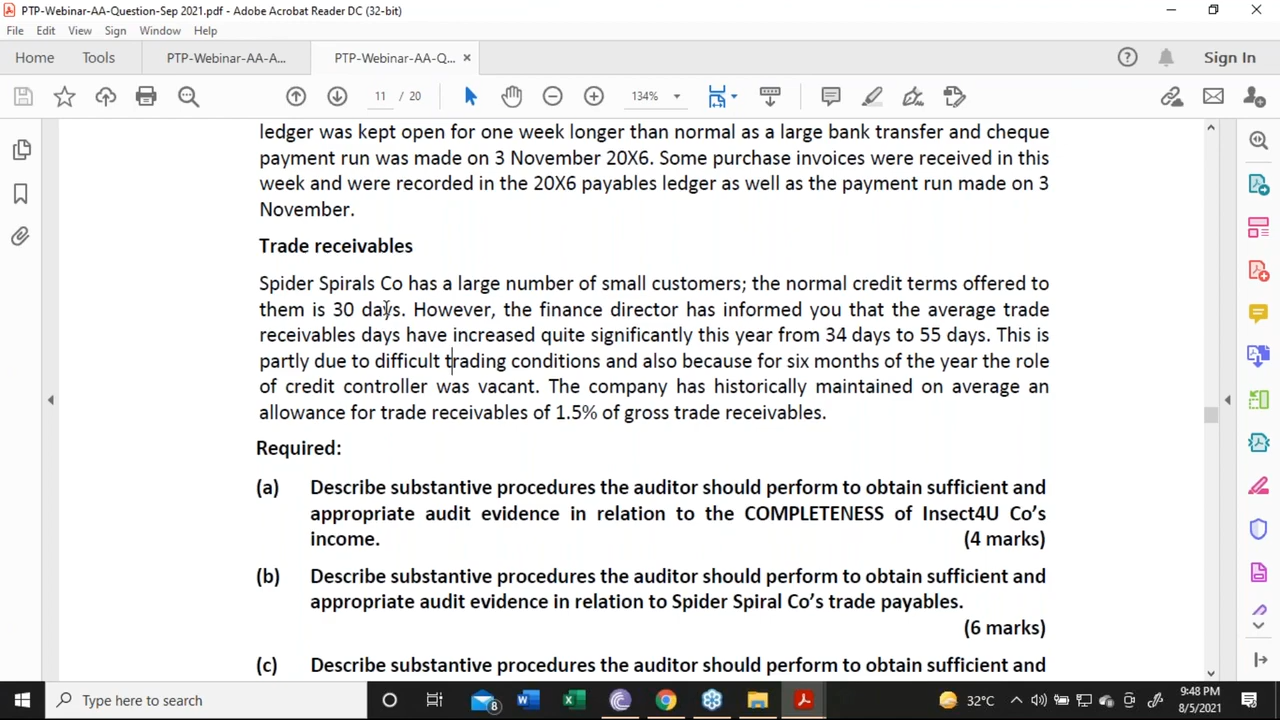 PTP-Webinar-AA-Question-Sep 2021.pdf - Adobe Acrobat Reader DC (32-bit)
File Edit View Sign Window Help
Home Tools PTP-Webinar-AA-A... PTP-Webinar-AA-Q... Sign In
11 / 20 134%
ledger was kept open for one week longer than normal as a large bank transfer and cheque
payment run was made on 3 November 20X6. Some purchase invoices were received in this
week and were recorded in the 20X6 payables ledger as well as the payment run made on 3
November.
Trade receivables
Spider Spirals Co has a large number of small customers; the normal credit terms offered to
them is 30 days. However, the finance director has informed you that the average trade
receivables days have increased quite significantly this year from 34 days to 55 days. This is
partly due to difficult trading conditions and also because for six months of the year the role
of credit controller was vacant. The company has historically maintained on average an
allowance for trade receivables of 1.5% of gross trade receivables.
Required:
(a) Describe substantive procedures the auditor should perform to obtain sufficient and
appropriate audit evidence in relation to the COMPLETENESS of Insect4U Co's
income. (4 marks)
(b) Describe substantive procedures the auditor should perform to obtain sufficient and
appropriate audit evidence in relation to Spider Spiral Co's trade payables.
(6 marks)
(c) Describe substantive procedures the auditor should perform to obtain sufficient and
Type here to search 8 32°C 9:48 PM
8/5/2021